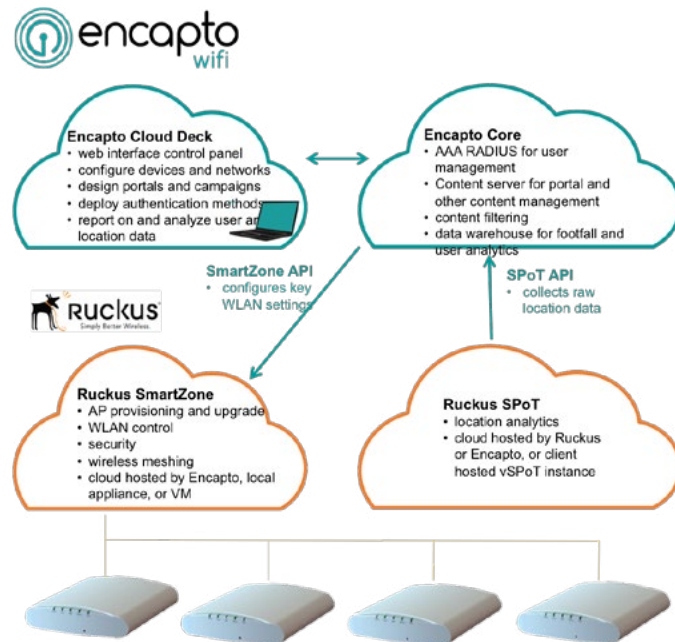 encapto
wifi
Encapto Cloud Deck
• web interface control panel
• configure devices and networks
• design portals and campaigns
• deploy authentication methods
• report on and analyze user an
location data
Encapto Core
• AAA RADIUS for user
management
• Content server for portal and
other content management
• content filtering
• data warehouse for footfall and
user analytics
SmartZone API
• configures key
WLAN settings
SPoT API
• collects raw
location data
RUCKUS
Simply Better Wireless.
Ruckus SmartZone
• AP provisioning and upgrade
• WLAN control
• security
• wireless meshing
• cloud hosted by Encapto, local
appliance, or VM
Ruckus SPoT
• location analytics
• cloud hosted by Ruckus
or Encapto, or client
hosted vSPoT instance